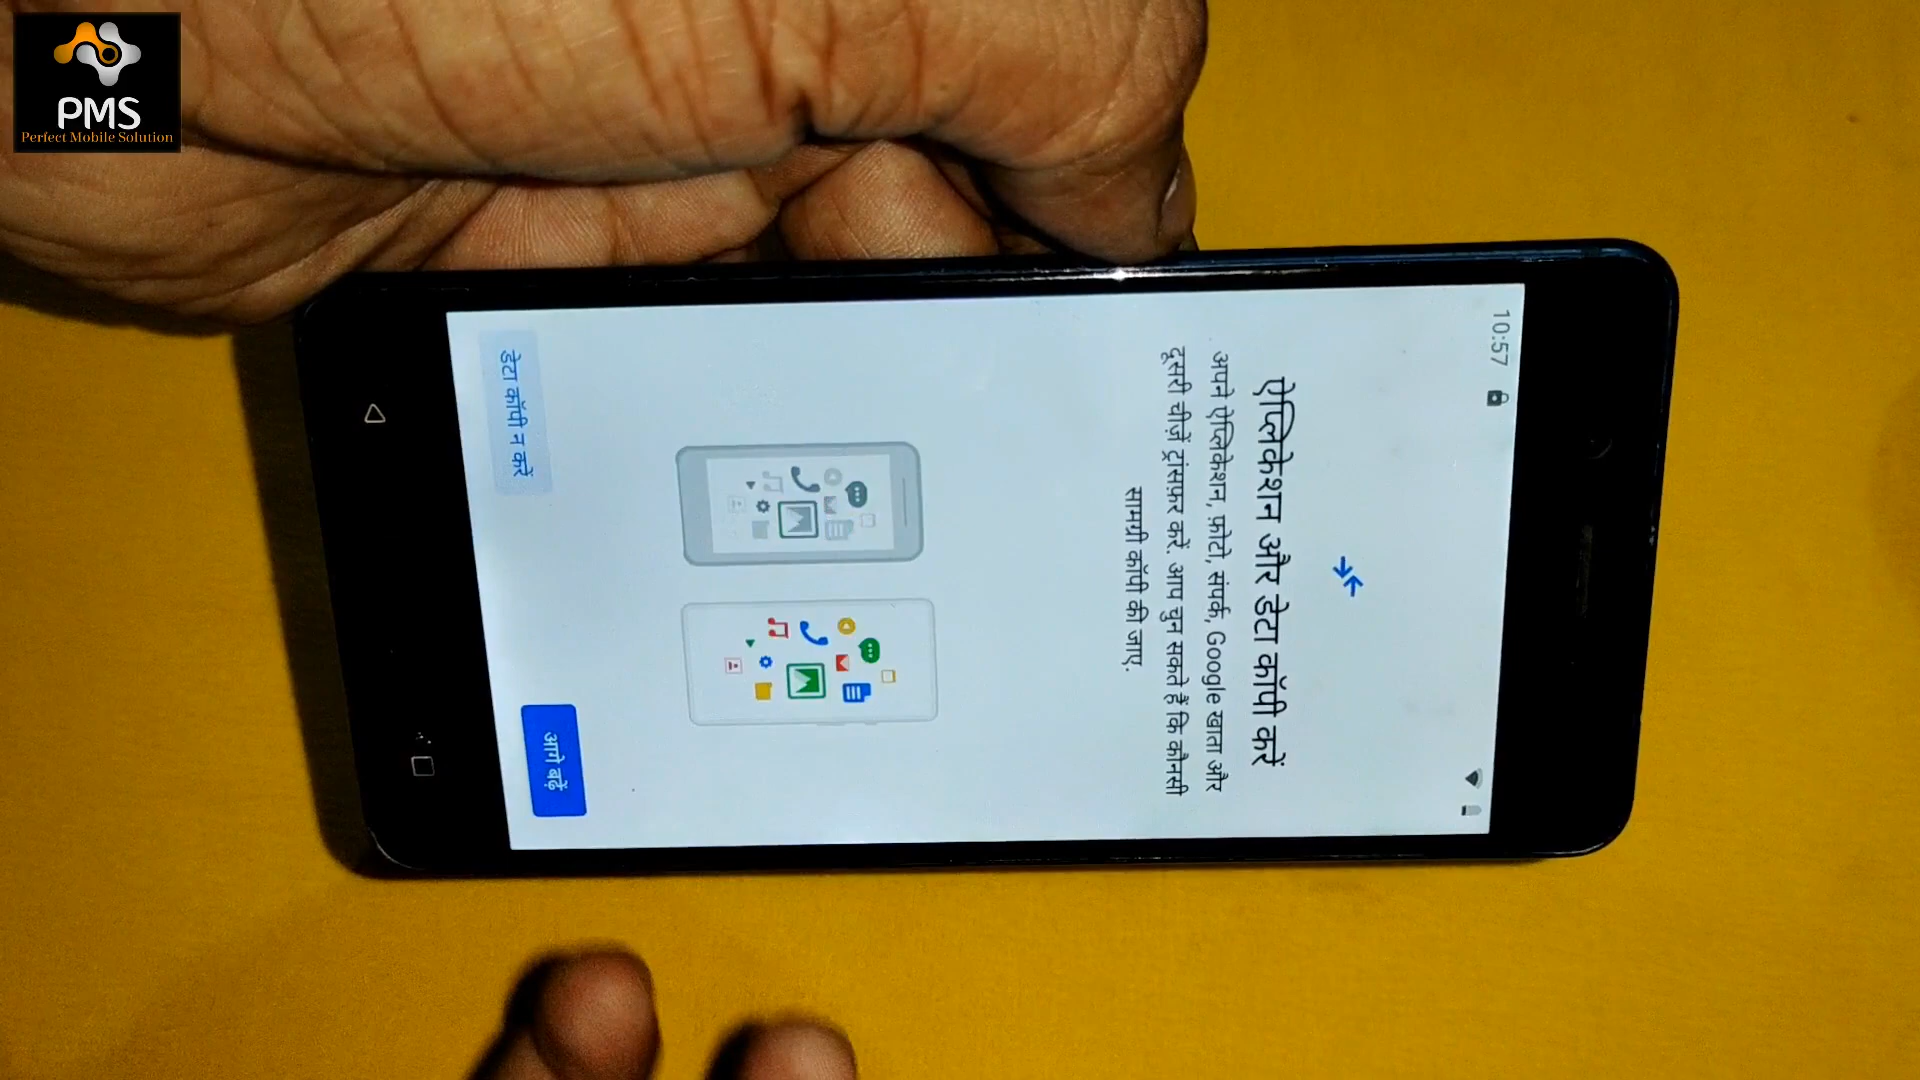 PMS
Perfect Mobile Solution
10:57
ऐप्लिकेशन और डेटा कॉपी करें
अपने ऐप्लिकेशन, फ़ोटो, संपर्क, Google खाता और
दूसरी चीज़ें ट्रांसफ़र करें. आप चुन सकते हैं कि कौनसी
सामग्री कॉपी की जाए.
डेटा कॉपी न करें
आगे बढ़ें